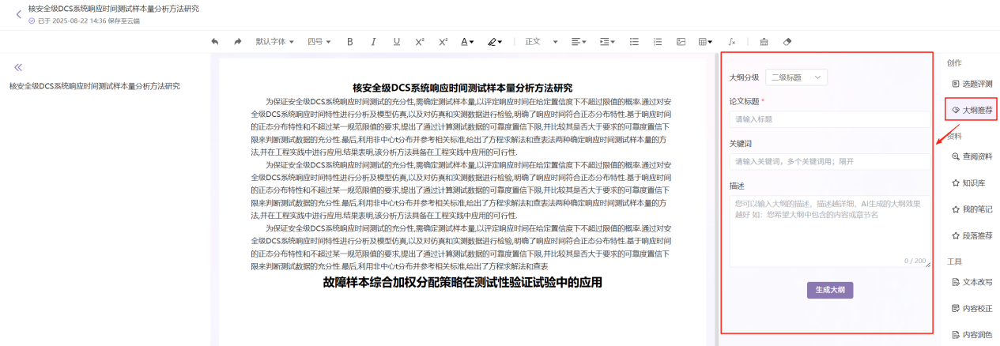 核安全级DCS系统响应时间测试样本量分析方法研究
已于 2025-08-22 14:36 保存至云端
默认字体 四号 B I U X² X² A 正文
核安全级DCS系统响应时间测试样本量分析方法研究
核安全级DCS系统响应时间测试样本量分析方法研究
为保证安全级DCS系统响应时间测试的充分性,需确定测试样本量,以评定响应时间在给定置信度下不超过限值的概率.通过对安
全级DCS系统响应时间特性进行分析及模型仿真,以及对仿真和实测数据进行检验,明确了响应时间符合正态分布特性.基于响应时间
的正态分布特性和不超过某一规范限值的要求,提出了通过计算测试数据的可靠度置信下限,并比较其是否大于要求的可靠度置信下
限来判断测试数据的充分性.最后,利用非中心t分布并参考相关标准,给出了方程求解法和查表法两种确定响应时间测试样本量的方
法,并在工程实践中进行应用.结果表明,该分析方法具备在工程实践中应用的可行性.
为保证安全级DCS系统响应时间测试的充分性,需确定测试样本量,以评定响应时间在给定置信度下不超过限值的概率.通过对安
全级DCS系统响应时间特性进行分析及模型仿真,以及对仿真和实测数据进行检验,明确了响应时间符合正态分布特性.基于响应时间
的正态分布特性和不超过某一规范限值的要求,提出了通过计算测试数据的可靠度置信下限,并比较其是否大于要求的可靠度置信下
限来判断测试数据的充分性.最后,利用非中心t分布并参考相关标准,给出了方程求解法和查表法两种确定响应时间测试样本量的方
法,并在工程实践中进行应用.结果表明,该分析方法具备在工程实践中应用的可行性.
为保证安全级DCS系统响应时间测试的充分性,需确定测试样本量,以评定响应时间在给定置信度下不超过限值的概率.通过对安
全级DCS系统响应时间特性进行分析及模型仿真,以及对仿真和实测数据进行检验,明确了响应时间符合正态分布特性.基于响应时间
的正态分布特性和不超过某一规范限值的要求,提出了通过计算测试数据的可靠度置信下限,并比较其是否大于要求的可靠度置信下
限来判断测试数据的充分性.最后,利用非中心t分布并参考相关标准,给出了方程求解法和查表
故障样本综合加权分配策略在测试性验证试验中的应用
大纲分级 二级标题
论文标题 *
请输入标题
关键词
请输入关键词，多个关键词用；隔开
描述
您可以输入大纲的描述，描述越详细，AI生成的大纲效果
越好 如：您希望大纲中包含的内容或章节名
0 / 200
生成大纲
创作
选题评测
大纲推荐
资料
查阅资料
知识库
我的笔记
段落推荐
工具
文本改写
内容校正
内容润色